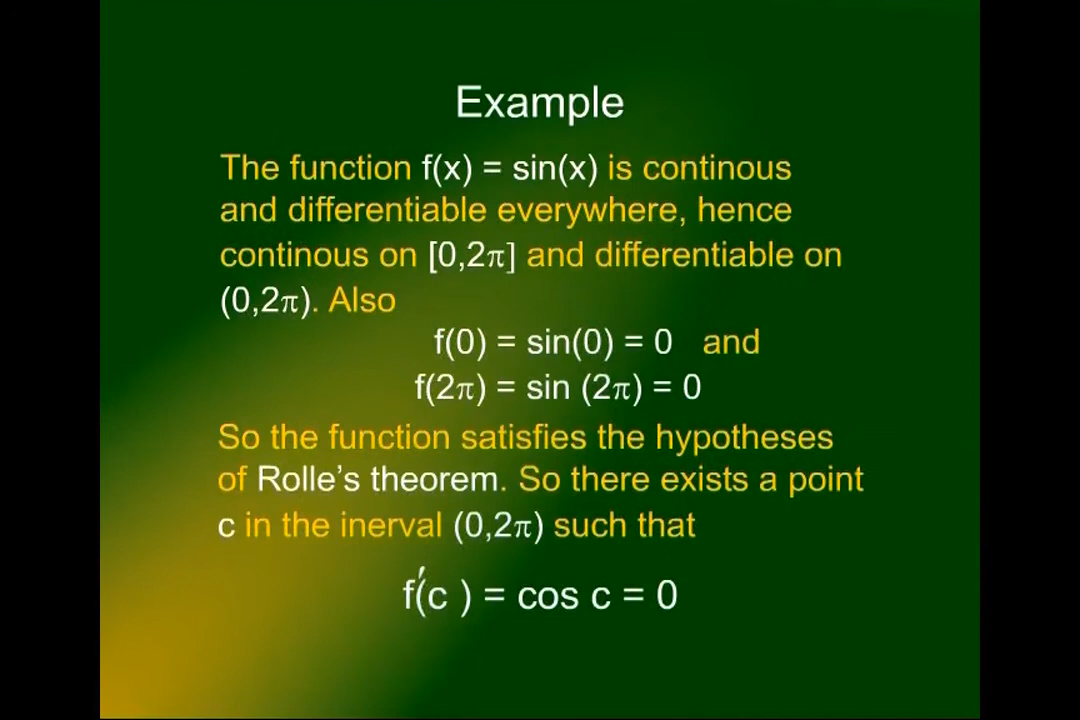 Example
The function f(x) = sin(x) is continous
and differentiable everywhere, hence
continous on [0,2π] and differentiable on
(0,2π). Also
f(0) = sin(0) = 0 and
f(2π) = sin (2π) = 0
So the function satisfies the hypotheses
of Rolle's theorem. So there exists a point
c in the inerval (0,2π) such that
f′(c ) = cos c = 0